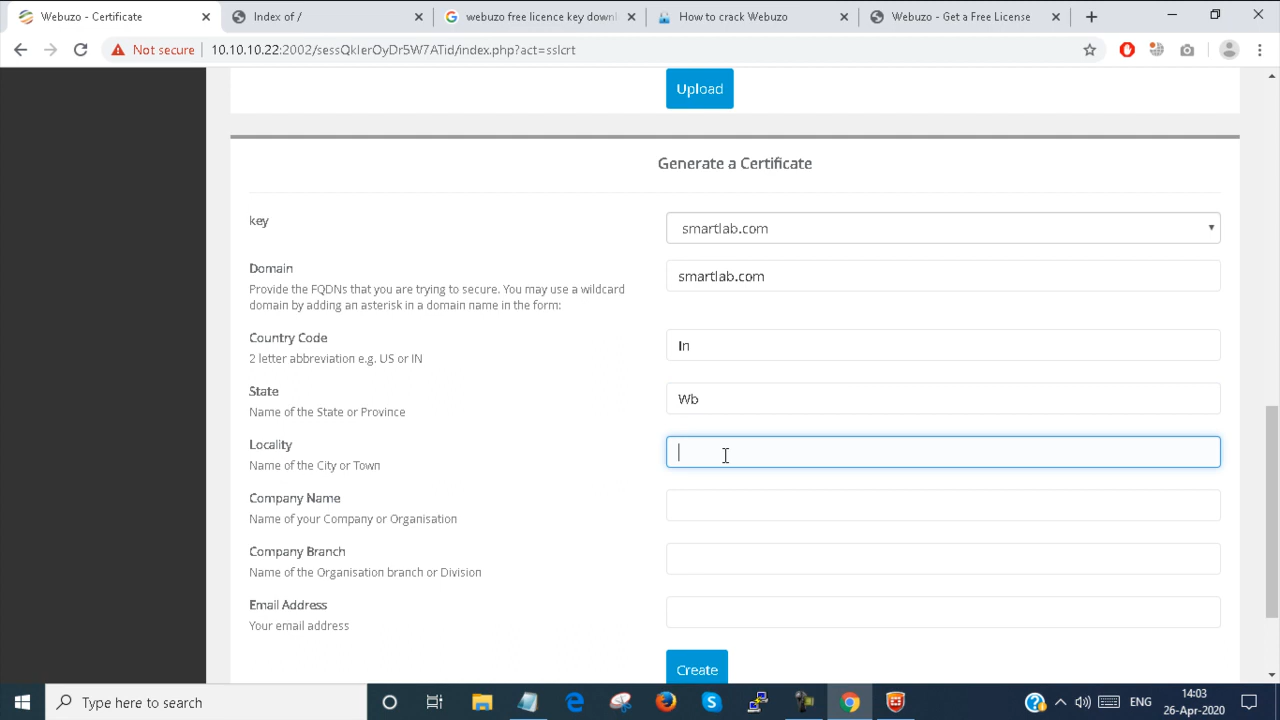 Webuzo - Certificate
Index of /
webuzo free licence key down
How to crack Webuzo
Webuzo - Get a Free License
Not secure
10.10.10.22:2002/sessQkIerOyDr5W7ATid/index.php?act=sslcrt
Upload
Generate a Certificate
key
smartlab.com
Domain
smartlab.com
Provide the FQDNs that you are trying to secure. You may use a wildcard
domain by adding an asterisk in a domain name in the form:
Country Code
In
2 letter abbreviation e.g. US or IN
State
Wb
Name of the State or Province
Locality
Name of the City or Town
Company Name
Name of your Company or Organisation
Company Branch
Name of the Organisation branch or Division
Email Address
Your email address
Create
Type here to search
ENG
14:03
26-Apr-2020